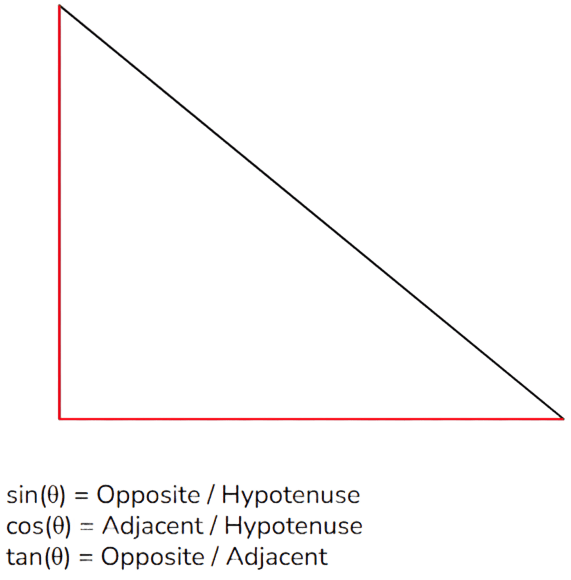 sin(θ) = Opposite / Hypotenuse
cos(θ) = Adjacent / Hypotenuse
tan(θ) = Opposite / Adjacent